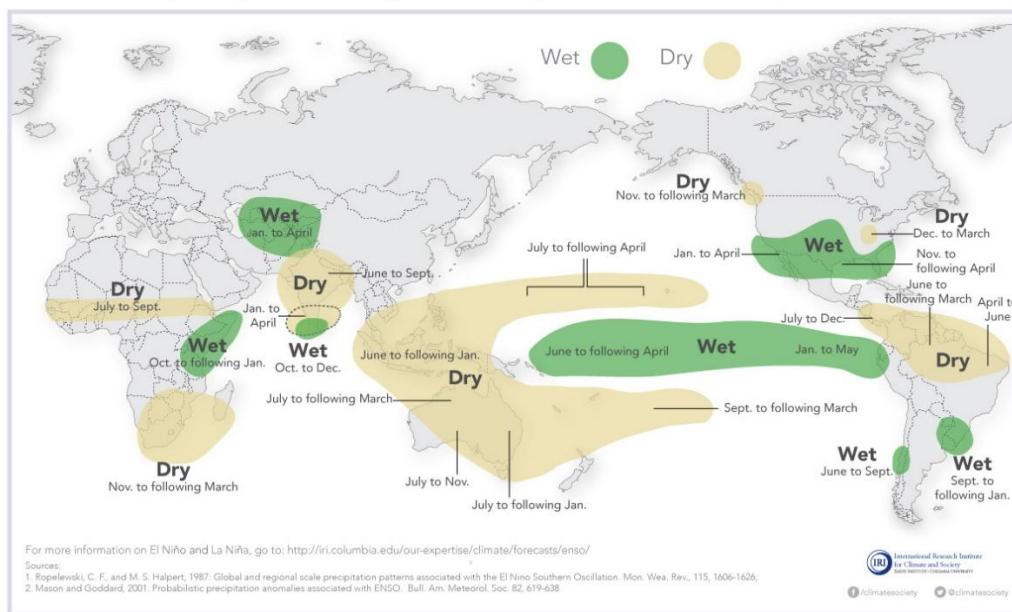 Wet Dry
Dry
Nov. to following March
Wet
Jan. to April
Dry
Dec. to March
July to following April
Jan. to April
Wet
Nov. to
following April
June to Sept.
Dry
Dry
July to Sept.
Jan. to
April
June to
following March
April to
June
July to Dec.
Wet
Oct. to following Jan.
Wet
Oct. to Dec.
June to following Jan.
Dry
June to following April
Wet
Jan. to May
Dry
July to following March
Sept. to following March
Dry
Nov. to following March
July to Nov.
July to following Jan.
Wet
June to Sept.
Wet
Sept. to
following Jan.
For more information on El Niño and La Niña, go to: http://iri.columbia.edu/our-expertise/climate/forecasts/enso/
Sources:
1. Ropelewski, C. F., and M. S. Halpert, 1987: Global and regional scale precipitation patterns associated with the El Nino Southern Oscillation. Mon. Wea. Rev., 115, 1606-1626;
2. Mason and Goddard, 2001. Probabilistic precipitation anomalies associated with ENSO. Bull. Am. Meteorol. Soc. 82, 619-638
IRI
International Research Institute
for Climate and Society
/climatesociety @climatesociety